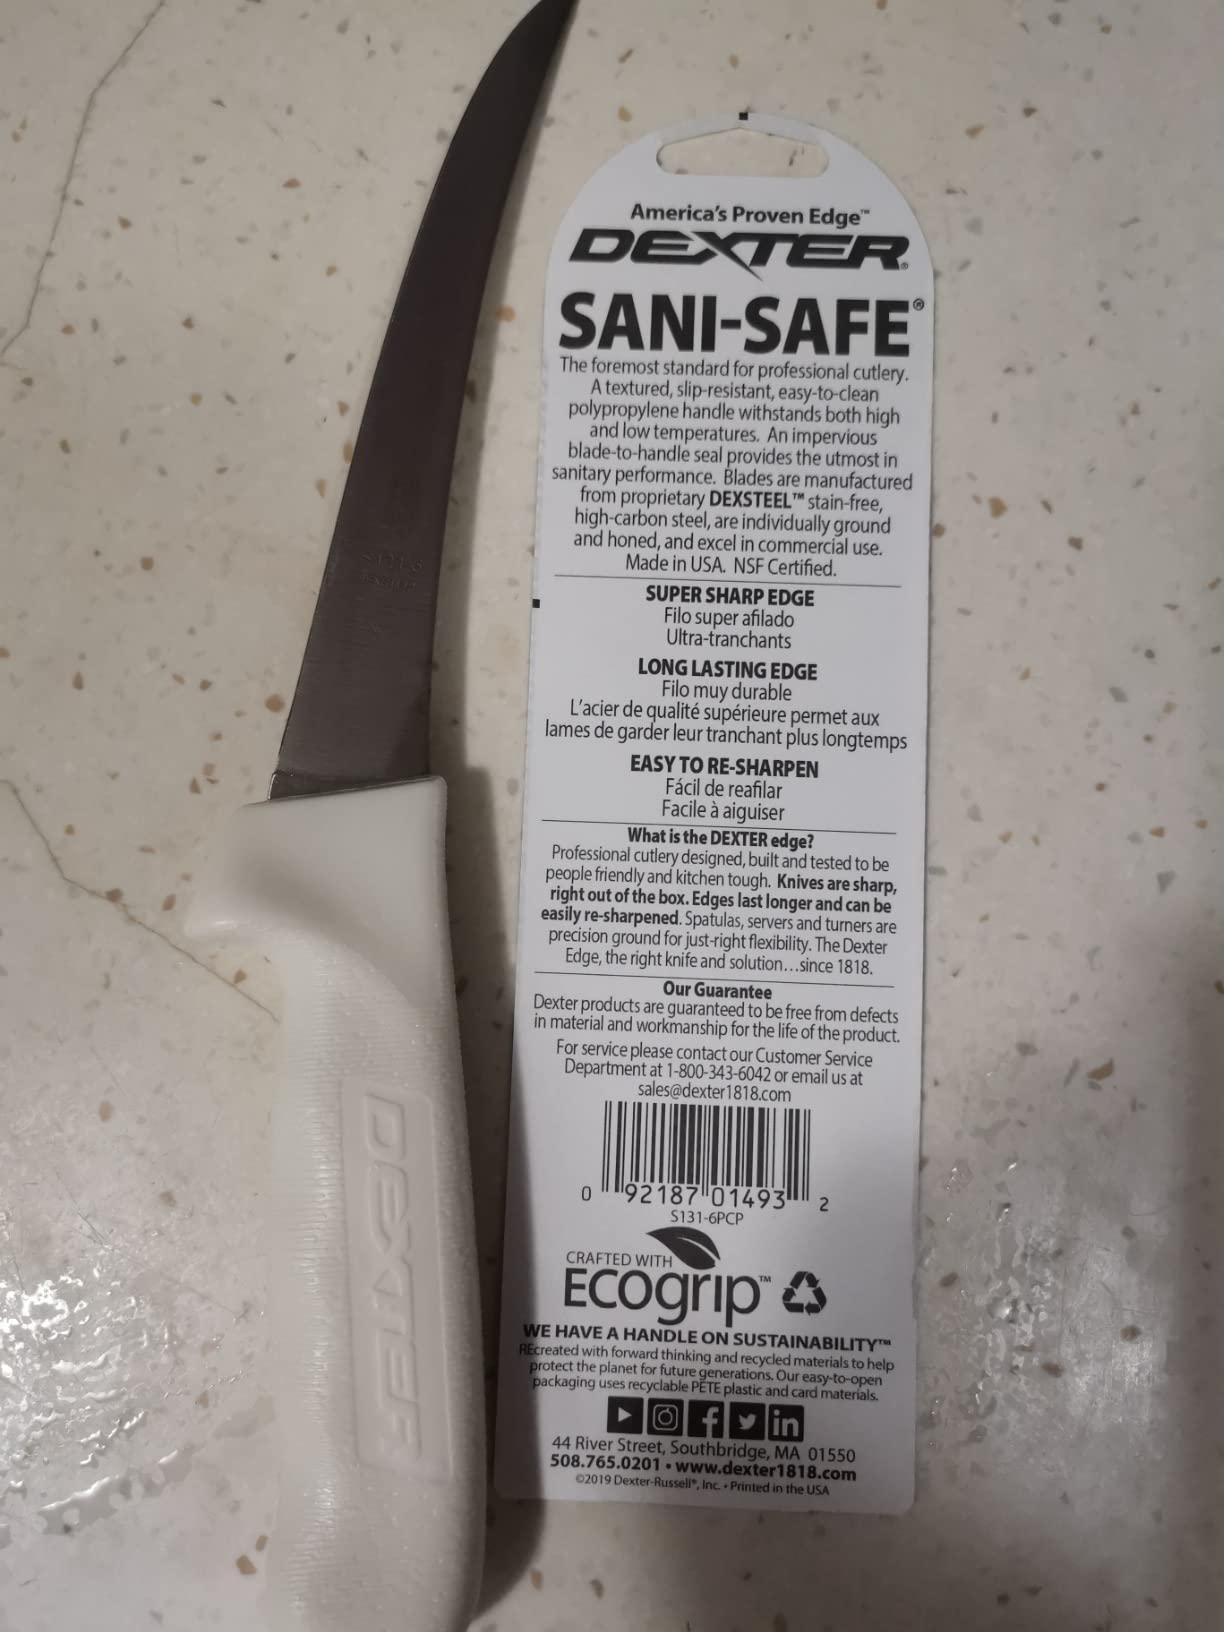 America's Proven Edge™
DEXTER®
SANI-SAFE®
The foremost standard for professional cutlery.
A textured, slip-resistant, easy-to-clean
polypropylene handle withstands both high
and low temperatures. An impervious
blade-to-handle seal provides the utmost in
sanitary performance. Blades are manufactured
from proprietary DEXSTEEL™ stain-free,
high-carbon steel, are individually ground
and honed, and excel in commercial use.
Made in USA. NSF Certified.
SUPER SHARP EDGE
Filo super afilado
Ultra-tranchants
LONG LASTING EDGE
Filo muy durable
L'acier de qualité supérieure permet aux
lames de garder leur tranchant plus longtemps
EASY TO RE-SHARPEN
Fácil de reafilar
Facile à aiguiser
What is the DEXTER edge?
Professional cutlery designed, built and tested to be
people friendly and kitchen tough. Knives are sharp,
right out of the box. Edges last longer and can be
easily re-sharpened. Spatulas, servers and turners are
precision ground for just-right flexibility. The Dexter
Edge, the right knife and solution...since 1818.
Our Guarantee
Dexter products are guaranteed to be free from defects
in material and workmanship for the life of the product.
For service please contact our Customer Service
Department at 1-800-343-6042 or email us at
sales@dexter1818.com
0 92187 01493 2
S131-6PCP
CRAFTED WITH
Ecogrip™
WE HAVE A HANDLE ON SUSTAINABILITY™
REcreated with forward thinking and recycled materials to help
protect the planet for future generations. Our easy-to-open
packaging uses recyclable PETE plastic and card materials.
in
44 River Street, Southbridge, MA 01550
508.765.0201 • www.dexter1818.com
©2019 Dexter-Russell®, Inc. • Printed in the USA
DEXTER